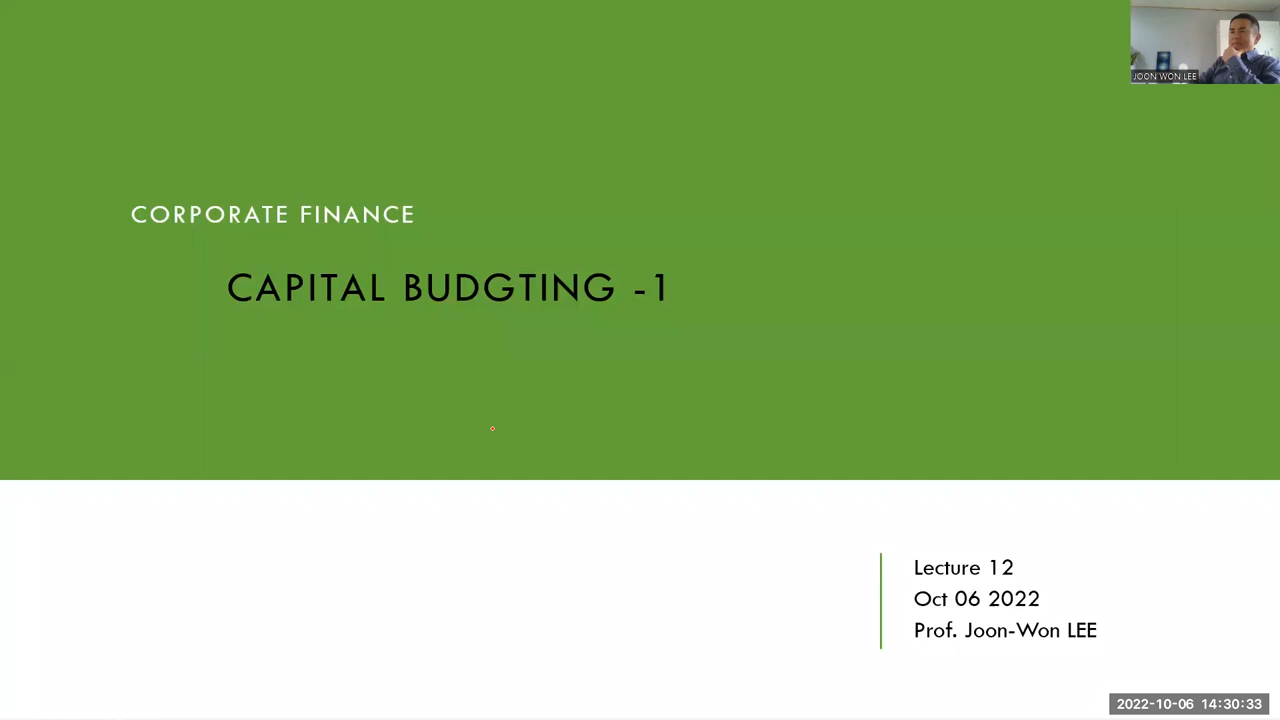 JOON WON LEE
CORPORATE FINANCE
CAPITAL BUDGTING -1
Lecture 12
Oct 06 2022
Prof. Joon-Won LEE
2022-10-06 14:30:33